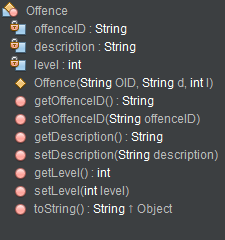 Offence
offenceID : String
description : String
level : int
Offence(String OID, String d, int l)
getOffenceID() : String
setOffenceID(String offenceID)
getDescription() : String
setDescription(String description)
getLevel() : int
setLevel(int level)
toString() : String ↑ Object